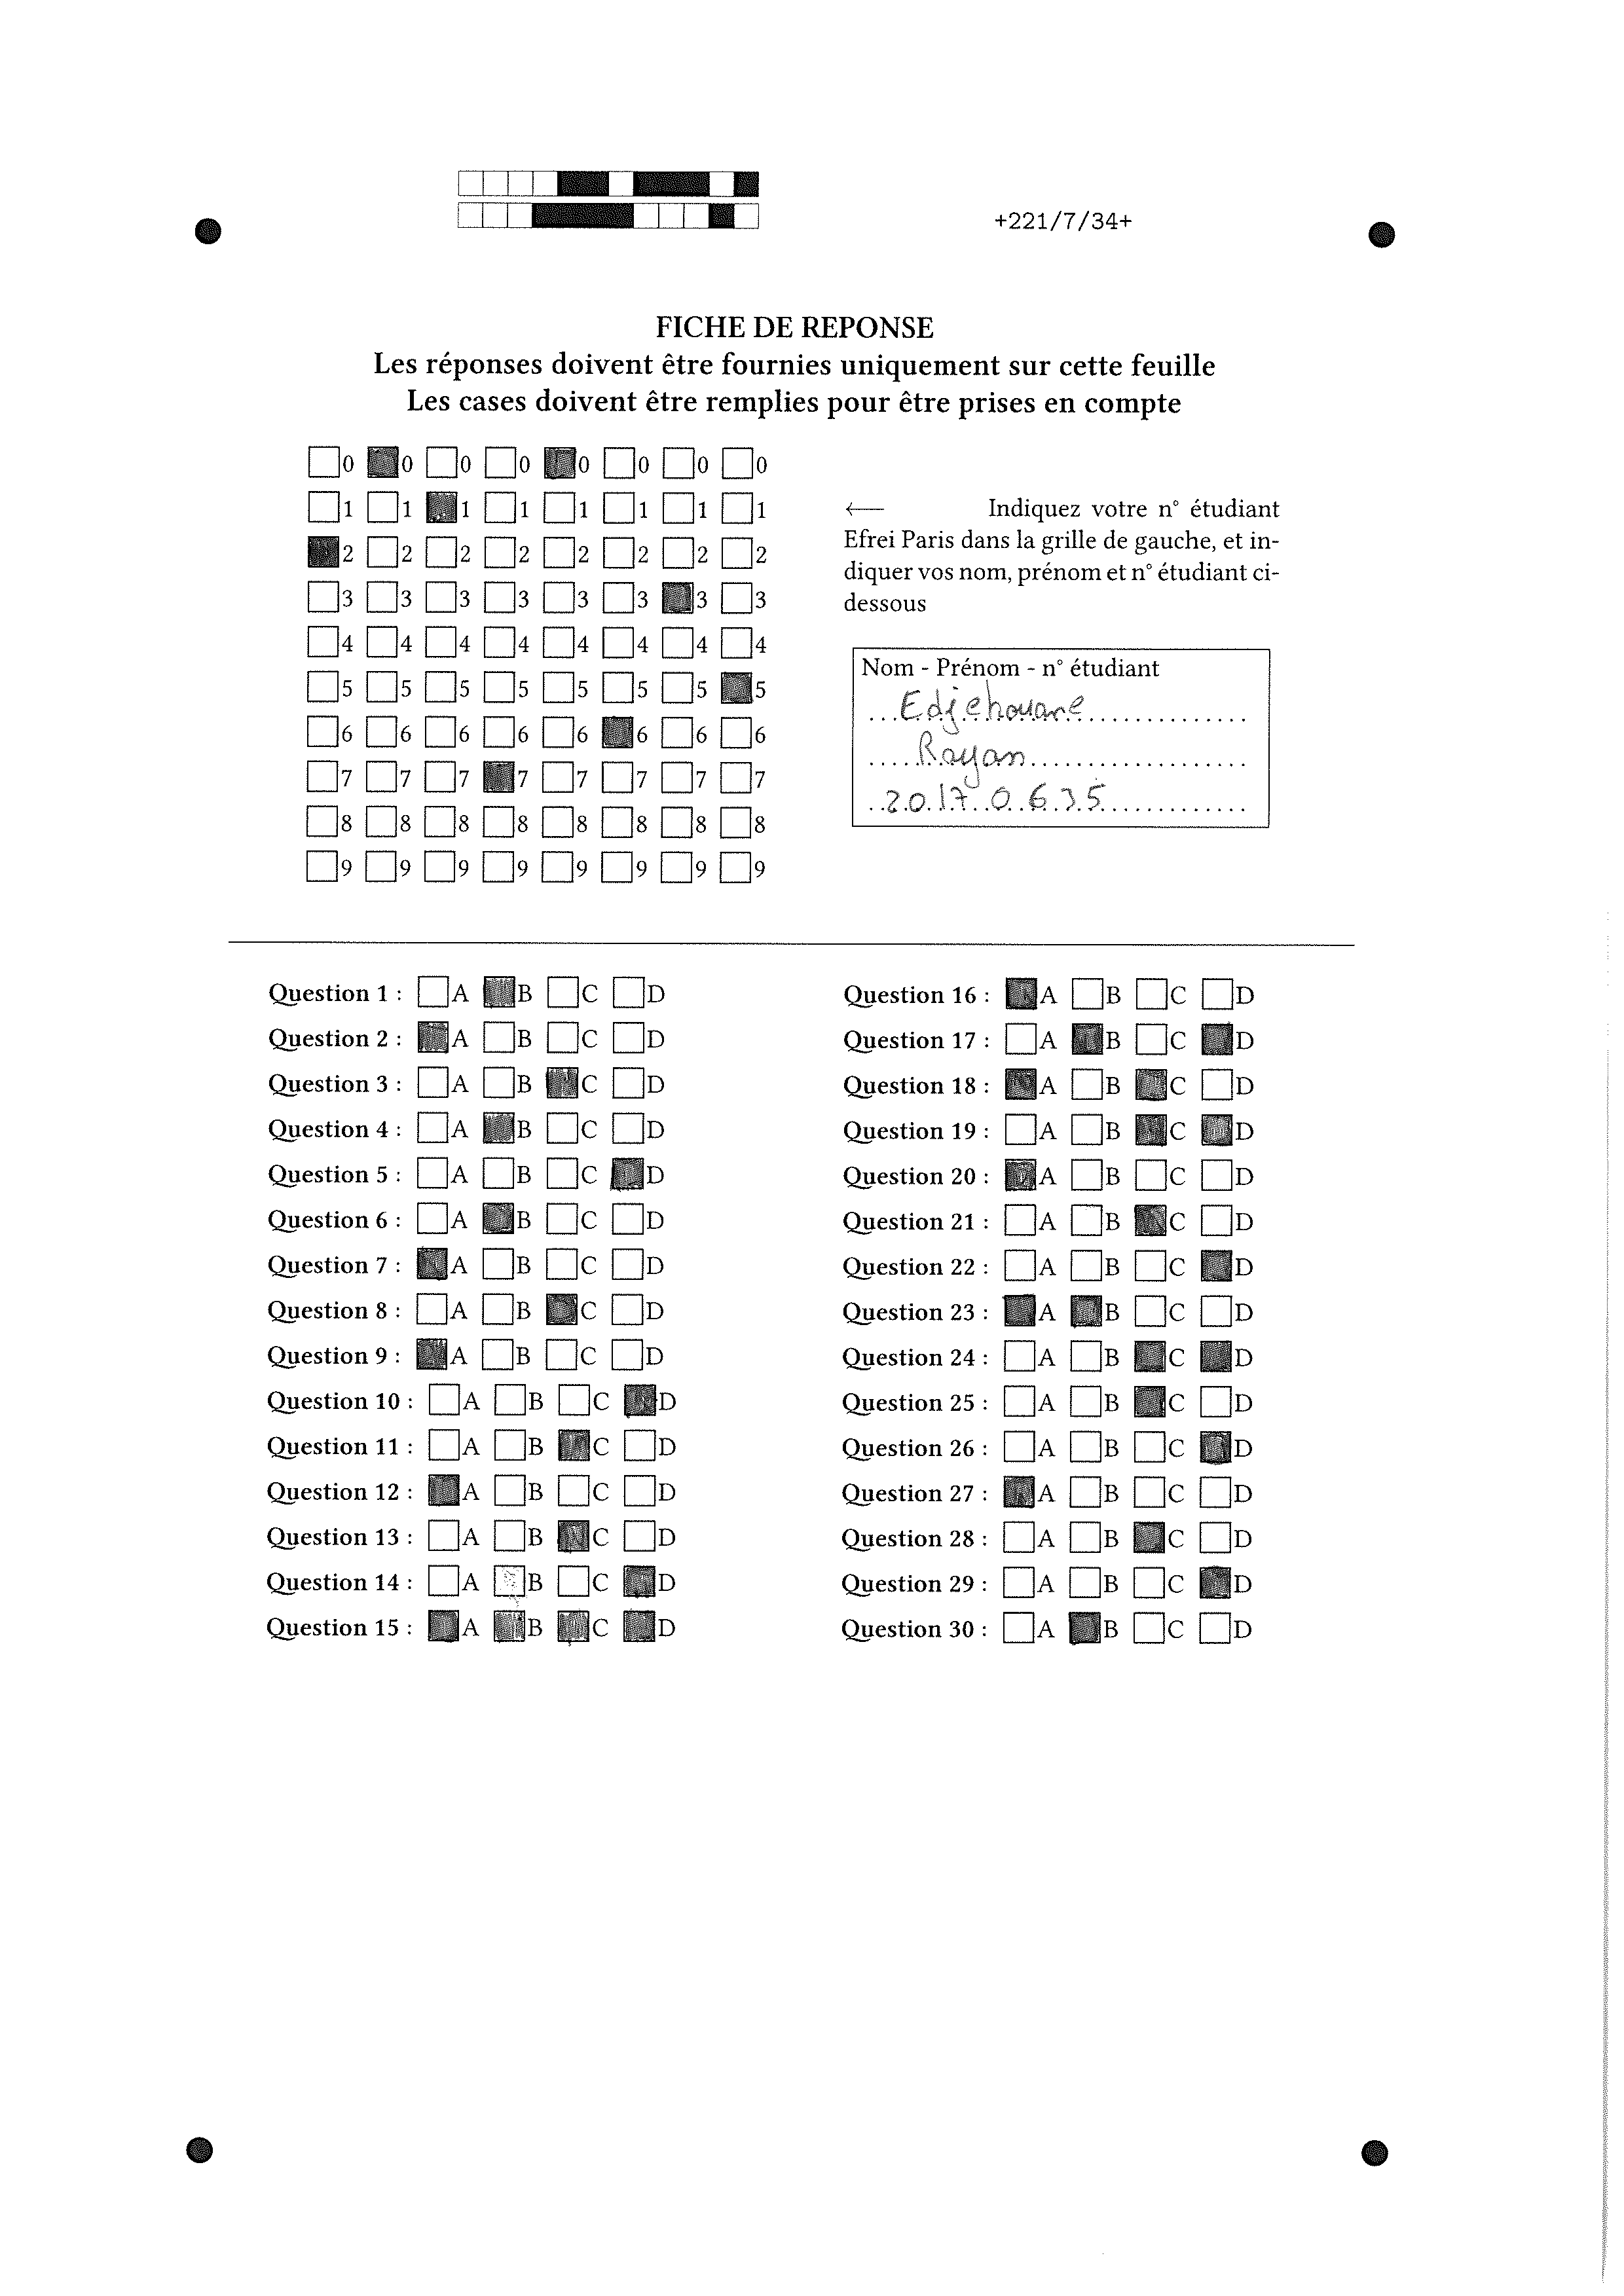 +221/7/34+
FICHE DE REPONSE
Les réponses doivent être fournies uniquement sur cette feuille
Les cases doivent être remplies pour être prises en compte
0 0 0 0 0 0 0 0
1 1 1 1 1 1 1 1
2 2 2 2 2 2 2 2
3 3 3 3 3 3 3 3
4 4 4 4 4 4 4 4
5 5 5 5 5 5 5 5
6 6 6 6 6 6 6 6
7 7 7 7 7 7 7 7
8 8 8 8 8 8 8 8
9 9 9 9 9 9 9 9
← Indiquez votre n° étudiant
Efrei Paris dans la grille de gauche, et in-
diquer vos nom, prénom et n° étudiant ci-
dessous
Nom - Prénom - n° étudiant
Edjehouane
Rayan
20170635
Question 1 : A B C D
Question 2 : A B C D
Question 3 : A B C D
Question 4 : A B C D
Question 5 : A B C D
Question 6 : A B C D
Question 7 : A B C D
Question 8 : A B C D
Question 9 : A B C D
Question 10 : A B C D
Question 11 : A B C D
Question 12 : A B C D
Question 13 : A B C D
Question 14 : A B C D
Question 15 : A B C D
Question 16 : A B C D
Question 17 : A B C D
Question 18 : A B C D
Question 19 : A B C D
Question 20 : A B C D
Question 21 : A B C D
Question 22 : A B C D
Question 23 : A B C D
Question 24 : A B C D
Question 25 : A B C D
Question 26 : A B C D
Question 27 : A B C D
Question 28 : A B C D
Question 29 : A B C D
Question 30 : A B C D